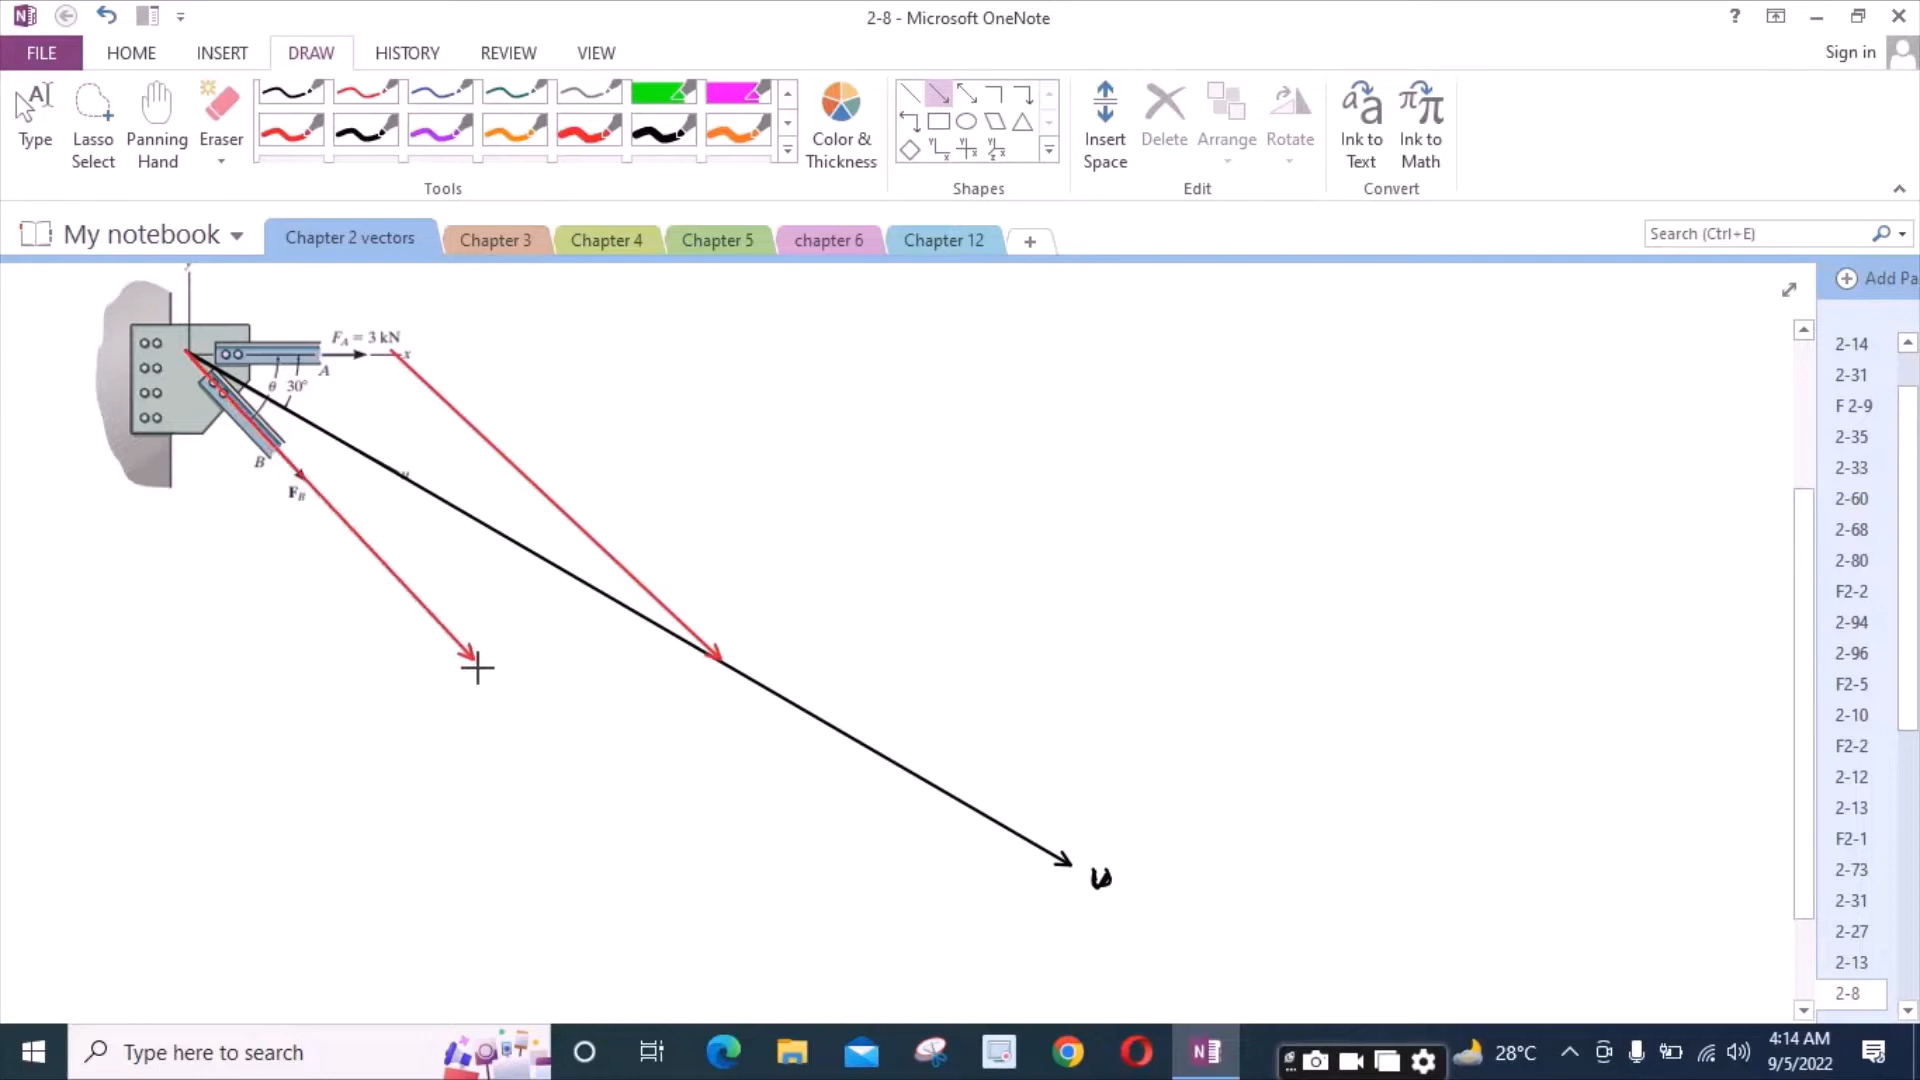 2-8 - Microsoft OneNote
FILE HOME INSERT DRAW HISTORY REVIEW VIEW
Sign in
Type
Lasso Select
Panning Hand
Eraser
Color & Thickness
Insert Space
Delete
Arrange
Rotate
Ink to Text
Ink to Math
Tools
Shapes
Edit
Convert
My notebook
Chapter 2 vectors
Chapter 3
Chapter 4
Chapter 5
chapter 6
Chapter 12
Search (Ctrl+E)
Add Pa
F_A = 3 kN
x
A
θ 30°
B
F_B
u
u
2-14
2-31
F 2-9
2-35
2-33
2-60
2-68
2-80
F2-2
2-94
2-96
F2-5
2-10
F2-2
2-12
2-13
F2-1
2-73
2-31
2-27
2-13
2-8
Type here to search
28°C
4:14 AM
9/5/2022